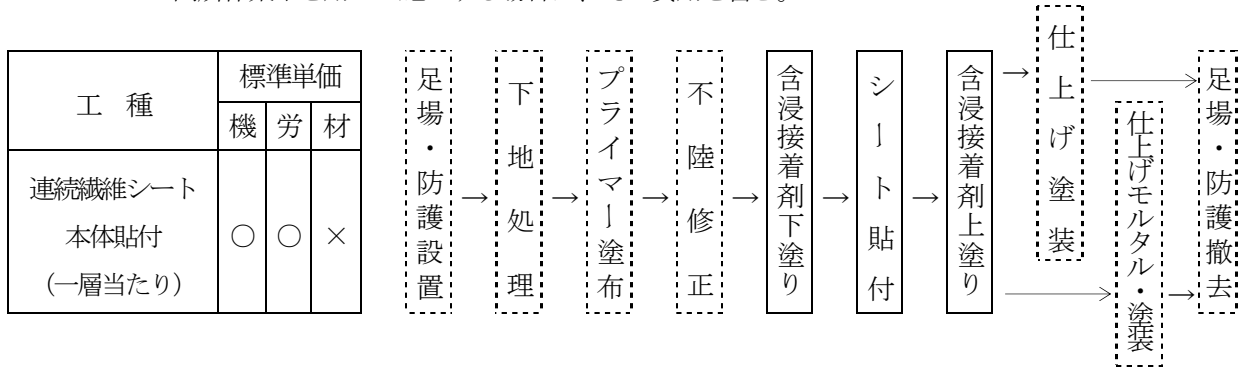 工　種
標準単価
機
労
材
連続繊維シート
本体貼付
(一層当たり)
○
○
×
足場・防護設置
→
下地処理
→
プライマー塗布
→
不陸修正
→
含浸接着剤下塗り
→
シート貼付
→
含浸接着剤上塗り
→
仕上げ塗装
仕上げモルタル・塗装
→
足場・防護撤去